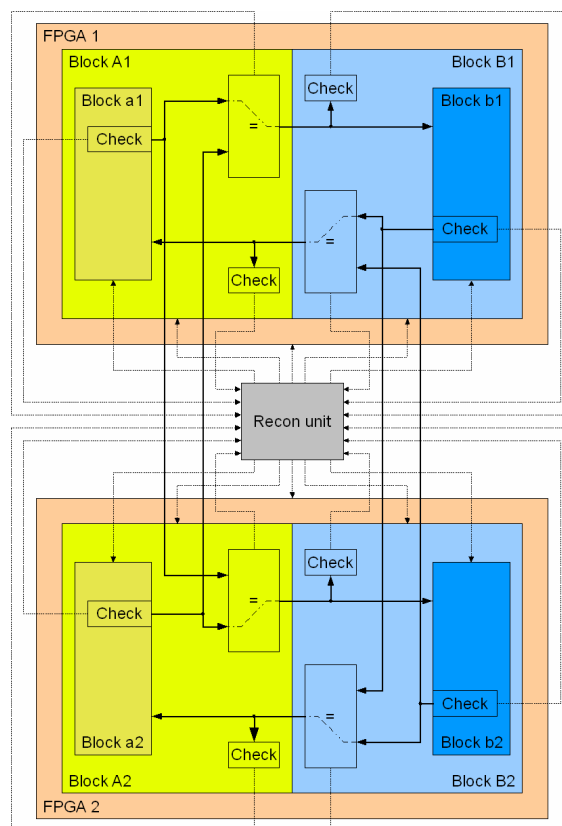 FPGA 1
Block A1
Block B1
Block a1
Check
Block b1
Check
=
Check
=
Check
Check
Recon unit
Check
=
Check
Check
=
Block a2
Check
Block b2
Block A2
Block B2
FPGA 2